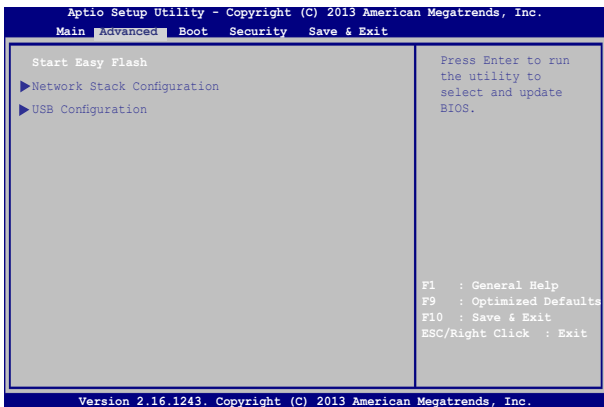 Aptio Setup Utility - Copyright (C) 2013 American Megatrends, Inc.
Main Advanced Boot Security Save & Exit
Start Easy Flash
Network Stack Configuration
USB Configuration
Press Enter to run
the utility to
select and update
BIOS.
F1 : General Help
F9 : Optimized Defaults
F10 : Save & Exit
ESC/Right Click : Exit
Version 2.16.1243. Copyright (C) 2013 American Megatrends, Inc.